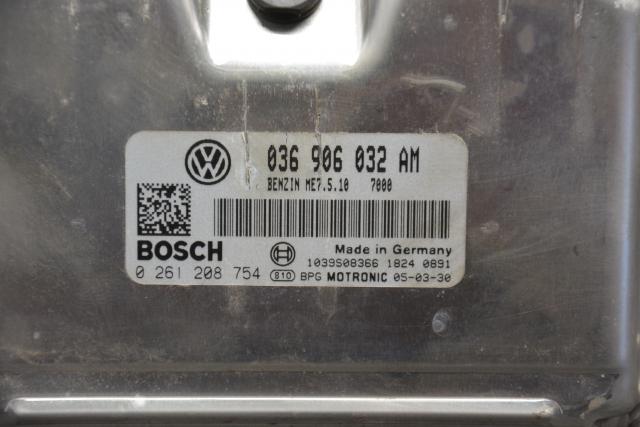 036 906 032 AM
BENZIN ME7.5.10 7000
Made in Germany
BOSCH
1039S08366 1824 0891
0 261 208 754 810 BPG MOTRONIC 05-03-30